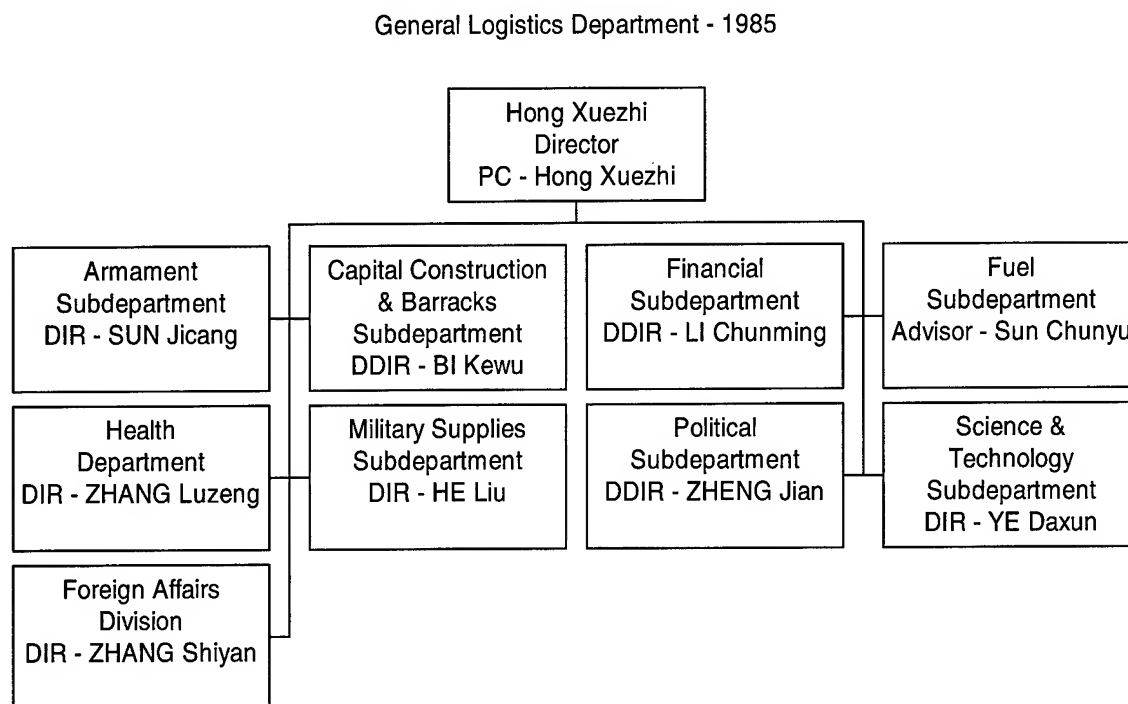 General Logistics Department - 1985
Hong Xuezhi
Director
PC - Hong Xuezhi
Armament
Subdepartment
DIR - SUN Jicang
Capital Construction
& Barracks
Subdepartment
DDIR - BI Kewu
Financial
Subdepartment
DDIR - LI Chunming
Fuel
Subdepartment
Advisor - Sun Chunyu
Health
Department
DIR - ZHANG Luzeng
Military Supplies
Subdepartment
DIR - HE Liu
Political
Subdepartment
DDIR - ZHENG Jian
Science &
Technology
Subdepartment
DIR - YE Daxun
Foreign Affairs
Division
DIR - ZHANG Shiyan